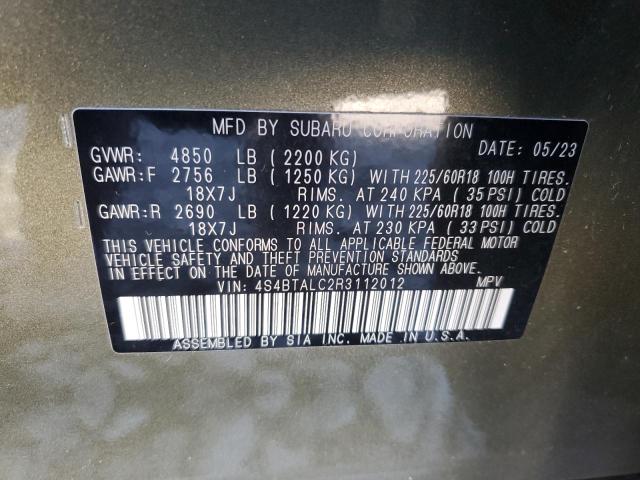 MFD BY SUBARU CORPORATION
GVWR: 4850 LB (2200 KG) DATE: 05/23
GAWR:F 2756 LB (1250 KG) WITH 225/60R18 100H TIRES.
18X7J RIMS. AT 240 KPA (35 PSI) COLD
GAWR:R 2690 LB (1220 KG) WITH 225/60R18 100H TIRES.
18X7J RIMS. AT 230 KPA (33 PSI) COLD
THIS VEHICLE CONFORMS TO ALL APPLICABLE FEDERAL MOTOR
VEHICLE SAFETY AND THEFT PREVENTION STANDARDS
IN EFFECT ON THE DATE OF MANUFACTURE SHOWN ABOVE.
VIN: 4S4BTALC2R3112012 MPV
ASSEMBLED BY SIA INC. MADE IN U.S.A.